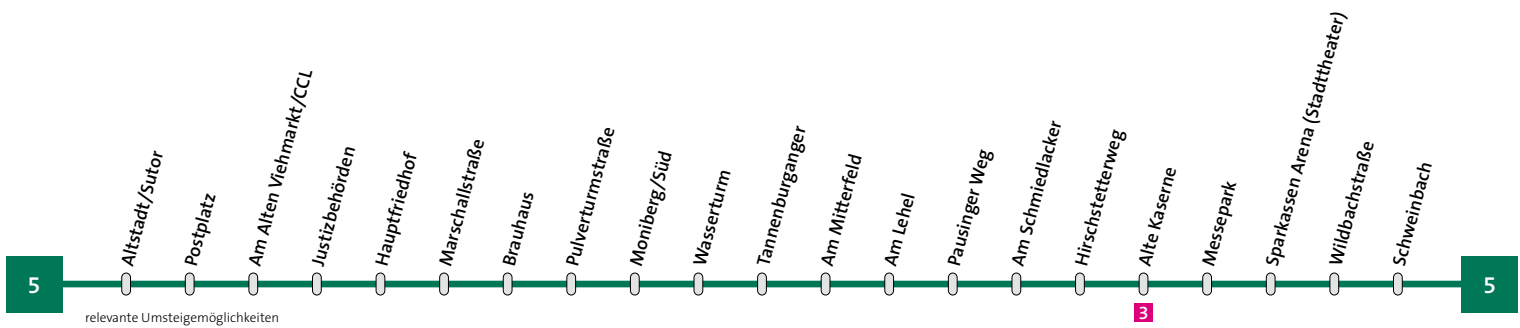 5
Altstadt/Sutor
Postplatz
Am Alten Viehmarkt/CCL
Justizbehörden
Hauptfriedhof
Marschallstraße
Brauhaus
Pulverturmstraße
Moniberg/Süd
Wasserturm
Tannenburganger
Am Mitterfeld
Am Lehel
Pausinger Weg
Am Schmiedlacker
Hirschstetterweg
Alte Kaserne
Messepark
Sparkassen Arena (Stadttheater)
Wildbachstraße
Schweinbach
5
relevante Umsteigemöglichkeiten
3